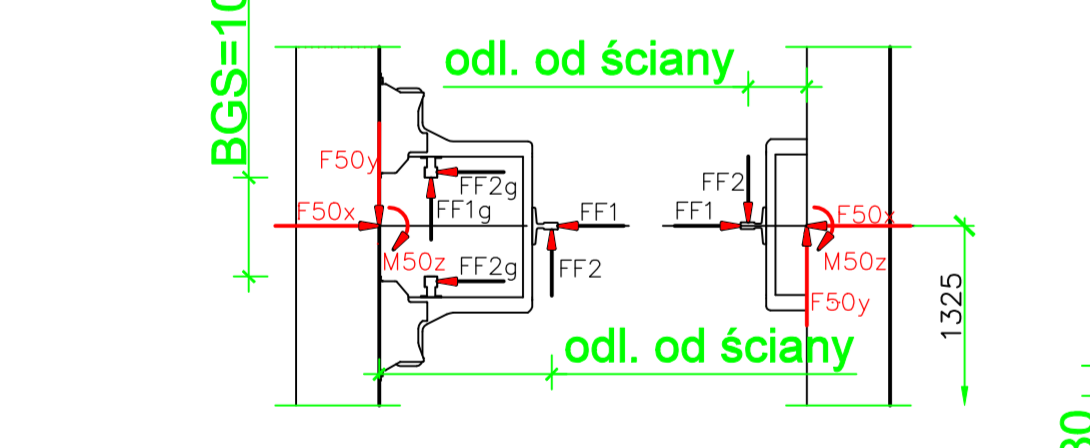 BGS=10
odl. od ściany
F50y
FF2g
FF1g
F50x
FF1
M50z
FF2g
FF2
FF2
FF1
F50x
M50z
F50y
1325
odl. od ściany